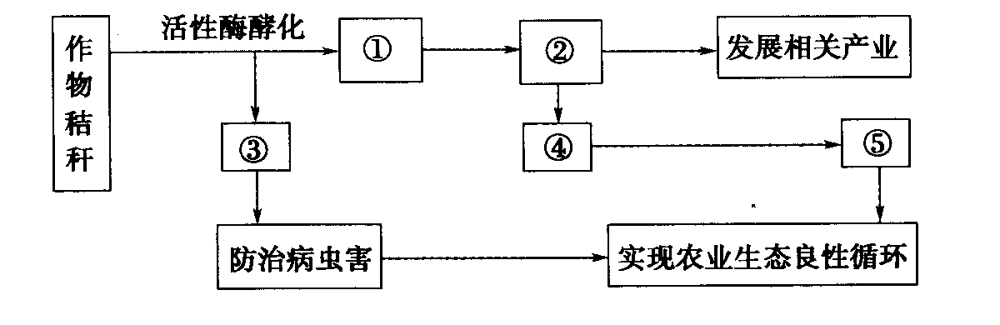 作物秸秆
活性酶酵化
①
②
发展相关产业
③
④
⑤
防治病虫害
实现农业生态良性循环